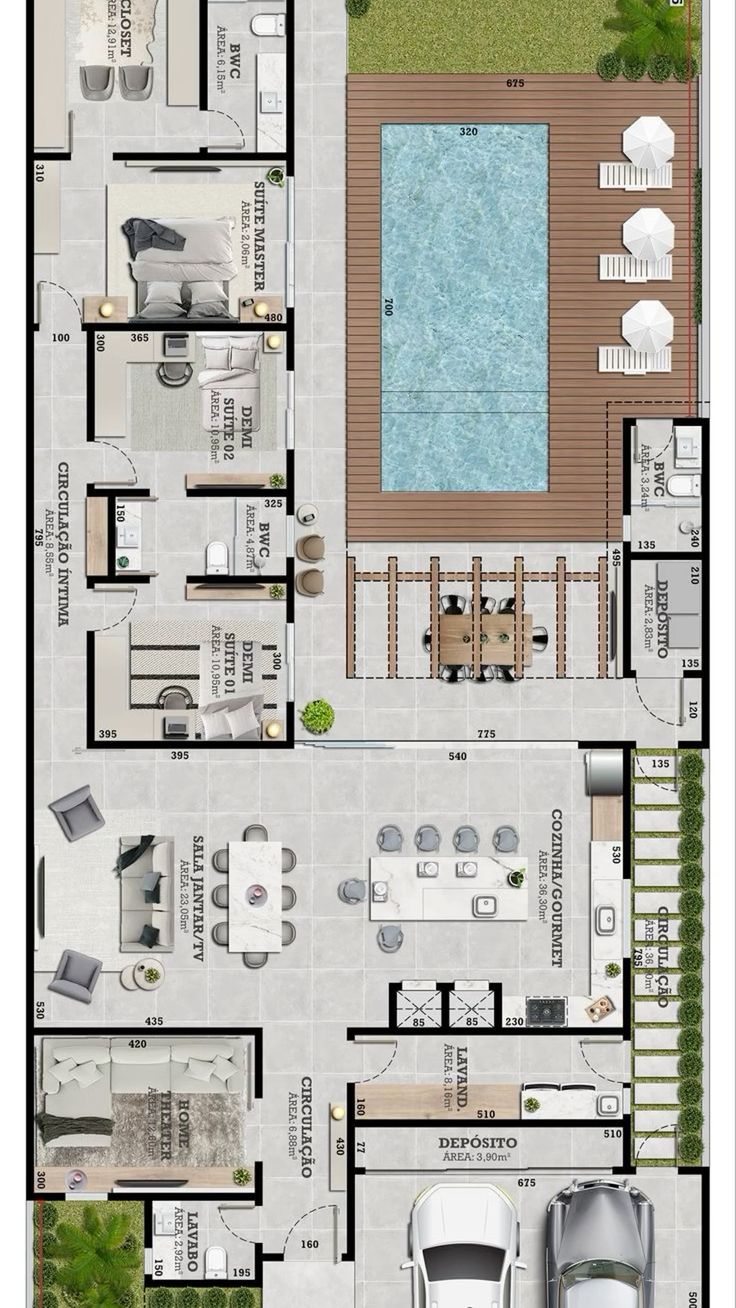 CLOSET
ÁREA: 12,91m²
BWC
ÁREA: 6,15m²
675
320
310
SUÍTE MASTER
ÁREA: 2,06m²
480
100
300
365
DEMI
SUÍTE 02
ÁREA: 10,95m²
700
325
150
BWC
ÁREA: 4,87m²
CIRCULAÇÃO ÍNTIMA
ÁREA: 8,55m²
795
DEMI
SUÍTE 01
ÁREA: 10,95m²
300
395
BWC
ÁREA: 3,24m²
240
135
495
210
DEPÓSITO
ÁREA: 2,83m²
135
120
775
395
540
135
SALA JANTAR/TV
ÁREA: 23,05m²
COZINHA/GOURMET
ÁREA: 36,30m²
530
CIRCULAÇÃO
795
530
435
85
85
230
420
HOME
THEATER
300
CIRCULAÇÃO
ÁREA: 6,88m²
430
LAVAND.
ÁREA: 8,16m²
160
510
77
DEPÓSITO
ÁREA: 3,90m²
510
675
LAVABO
ÁREA: 2,92m²
150
195
160
500